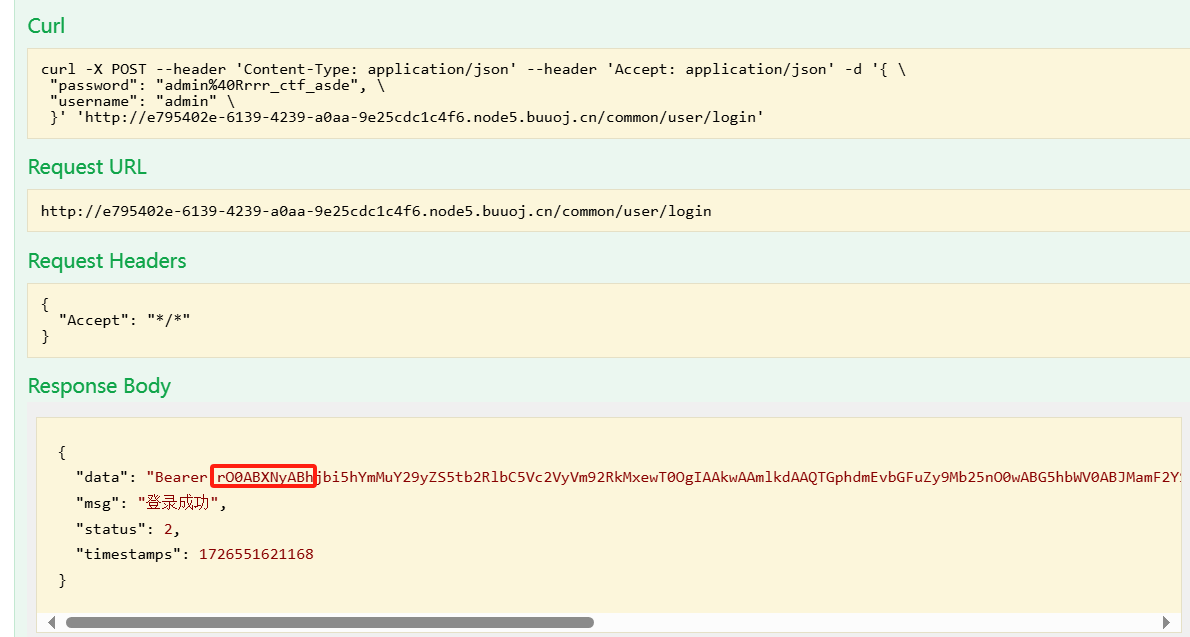 Curl
curl -X POST --header 'Content-Type: application/json' --header 'Accept: application/json' -d '{ \
"password": "admin%40Rrrr_ctf_asde", \
"username": "admin" \
}' 'http://e795402e-6139-4239-a0aa-9e25cdc1c4f6.node5.buuoj.cn/common/user/login'
Request URL
http://e795402e-6139-4239-a0aa-9e25cdc1c4f6.node5.buuoj.cn/common/user/login
Request Headers
{
"Accept": "*/*"
}
Response Body
{
"data": "Bearer rO0ABXNyABhjbi5hYmMuY29yZS5tb2RlbC5Vc2VyVm92RkMxewT0OgIAAkwAAmlkdAAQTGphdmEvbGFuZy9Mb25nO0wABG5hbWV0ABJMamF2Y
"msg": "登录成功",
"status": 2,
"timestamps": 1726551621168
}